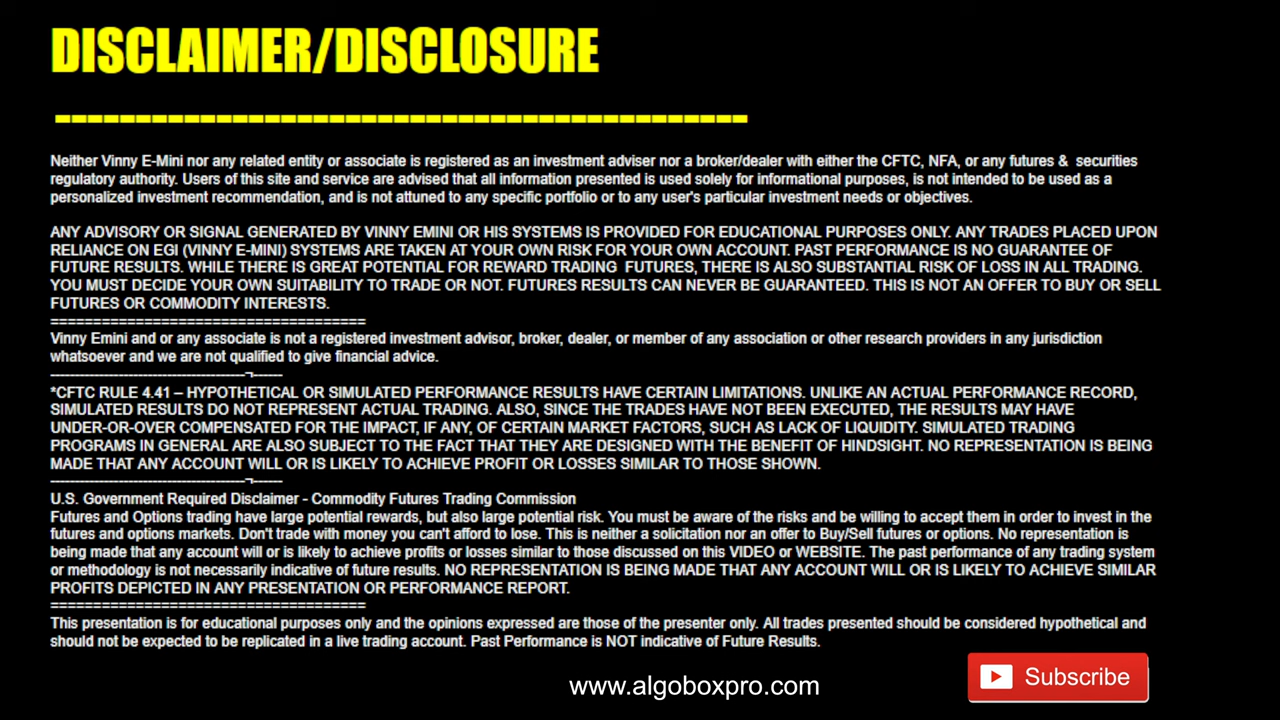 DISCLAIMER/DISCLOSURE
-------------------------------------------
Neither Vinny E-Mini nor any related entity or associate is registered as an investment adviser nor a broker/dealer with either the CFTC, NFA, or any futures & securities
regulatory authority. Users of this site and service are advised that all information presented is used solely for informational purposes, is not intended to be used as a
personalized investment recommendation, and is not attuned to any specific portfolio or to any user's particular investment needs or objectives.
ANY ADVISORY OR SIGNAL GENERATED BY VINNY EMINI OR HIS SYSTEMS IS PROVIDED FOR EDUCATIONAL PURPOSES ONLY. ANY TRADES PLACED UPON
RELIANCE ON EGI (VINNY E-MINI) SYSTEMS ARE TAKEN AT YOUR OWN RISK FOR YOUR OWN ACCOUNT. PAST PERFORMANCE IS NO GUARANTEE OF
FUTURE RESULTS. WHILE THERE IS GREAT POTENTIAL FOR REWARD TRADING FUTURES, THERE IS ALSO SUBSTANTIAL RISK OF LOSS IN ALL TRADING.
YOU MUST DECIDE YOUR OWN SUITABILITY TO TRADE OR NOT. FUTURES RESULTS CAN NEVER BE GUARANTEED. THIS IS NOT AN OFFER TO BUY OR SELL
FUTURES OR COMMODITY INTERESTS.
=====================================
Vinny Emini and or any associate is not a registered investment advisor, broker, dealer, or member of any association or other research providers in any jurisdiction
whatsoever and we are not qualified to give financial advice.
----------------------------------------¬------
*CFTC RULE 4.41 – HYPOTHETICAL OR SIMULATED PERFORMANCE RESULTS HAVE CERTAIN LIMITATIONS. UNLIKE AN ACTUAL PERFORMANCE RECORD,
SIMULATED RESULTS DO NOT REPRESENT ACTUAL TRADING. ALSO, SINCE THE TRADES HAVE NOT BEEN EXECUTED, THE RESULTS MAY HAVE
UNDER-OR-OVER COMPENSATED FOR THE IMPACT, IF ANY, OF CERTAIN MARKET FACTORS, SUCH AS LACK OF LIQUIDITY. SIMULATED TRADING
PROGRAMS IN GENERAL ARE ALSO SUBJECT TO THE FACT THAT THEY ARE DESIGNED WITH THE BENEFIT OF HINDSIGHT. NO REPRESENTATION IS BEING
MADE THAT ANY ACCOUNT WILL OR IS LIKELY TO ACHIEVE PROFIT OR LOSSES SIMILAR TO THOSE SHOWN.
----------------------------------------¬------
U.S. Government Required Disclaimer - Commodity Futures Trading Commission
Futures and Options trading have large potential rewards, but also large potential risk. You must be aware of the risks and be willing to accept them in order to invest in the
futures and options markets. Don't trade with money you can't afford to lose. This is neither a solicitation nor an offer to Buy/Sell futures or options. No representation is
being made that any account will or is likely to achieve profits or losses similar to those discussed on this VIDEO or WEBSITE. The past performance of any trading system
or methodology is not necessarily indicative of future results. NO REPRESENTATION IS BEING MADE THAT ANY ACCOUNT WILL OR IS LIKELY TO ACHIEVE SIMILAR
PROFITS DEPICTED IN ANY PRESENTATION OR PERFORMANCE REPORT.
=====================================
This presentation is for educational purposes only and the opinions expressed are those of the presenter only. All trades presented should be considered hypothetical and
should not be expected to be replicated in a live trading account. Past Performance is NOT indicative of Future Results.
www.algoboxpro.com
Subscribe